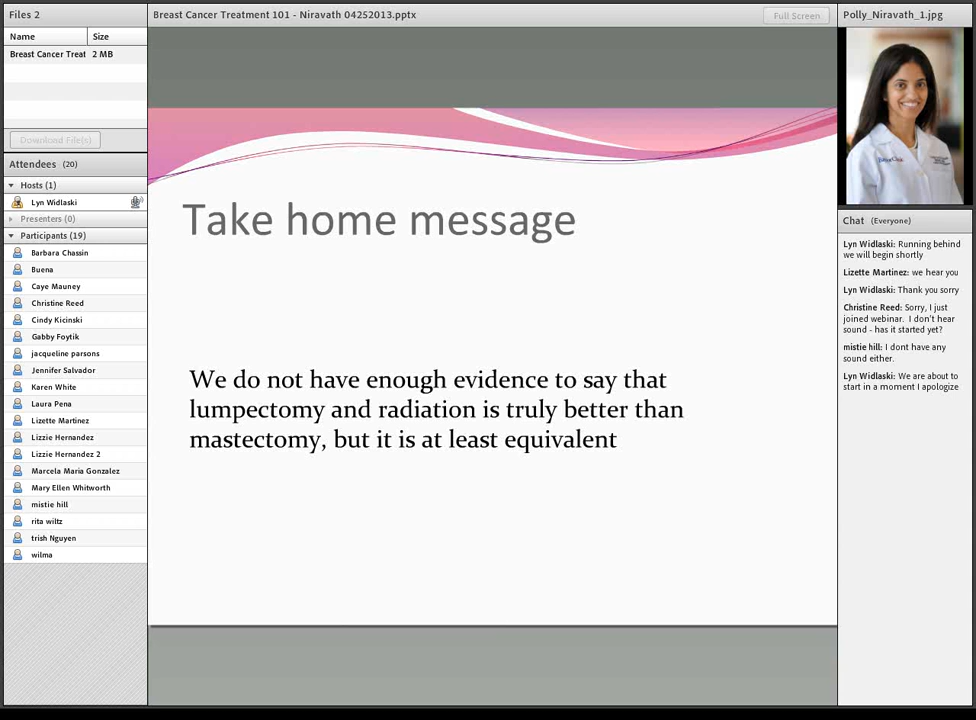 Files 2
Name Size
Breast Cancer Treat 2 MB
Download File(s)
Attendees (20)
Hosts (1)
Lyn Widlaski
Presenters (0)
Participants (19)
Barbara Chassin
Buena
Caye Mauney
Christine Reed
Cindy Kicinski
Gabby Foytik
jacqueline parsons
Jennifer Salvador
Karen White
Laura Pena
Lizette Martinez
Lizzie Hernandez
Lizzie Hernandez 2
Marcela Maria Gonzalez
Mary Ellen Whitworth
mistie hill
rita wiltz
trish Nguyen
wilma
Breast Cancer Treatment 101 - Niravath 04252013.pptx
Full Screen
Take home message
We do not have enough evidence to say that
lumpectomy and radiation is truly better than
mastectomy, but it is at least equivalent
Polly_Niravath_1.jpg
Chat (Everyone)
Lyn Widlaski: Running behind
we will begin shortly
Lizette Martinez: we hear you
Lyn Widlaski: Thank you sorry
Christine Reed: Sorry, I just
joined webinar. I don't hear
sound - has it started yet?
mistie hill: I dont have any
sound either.
Lyn Widlaski: We are about to
start in a moment I apologize